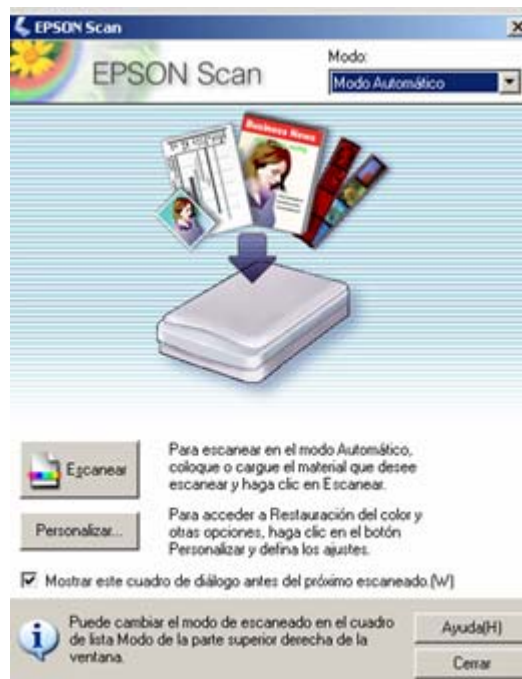 EPSON Scan
EPSON Scan
Modo:
Modo Automático
Business News
Escanear
Para escanear en el modo Automático,
coloque o cargue el material que desee
escanear y haga clic en Escanear.
Personalizar...
Para acceder a Restauración del color y
otras opciones, haga clic en el botón
Personalizar y defina los ajustes.
Mostrar este cuadro de diálogo antes del próximo escaneado.(W)
Puede cambiar el modo de escaneado en el cuadro
de lista Modo de la parte superior derecha de la
ventana.
Ayuda(H)
Cerrar